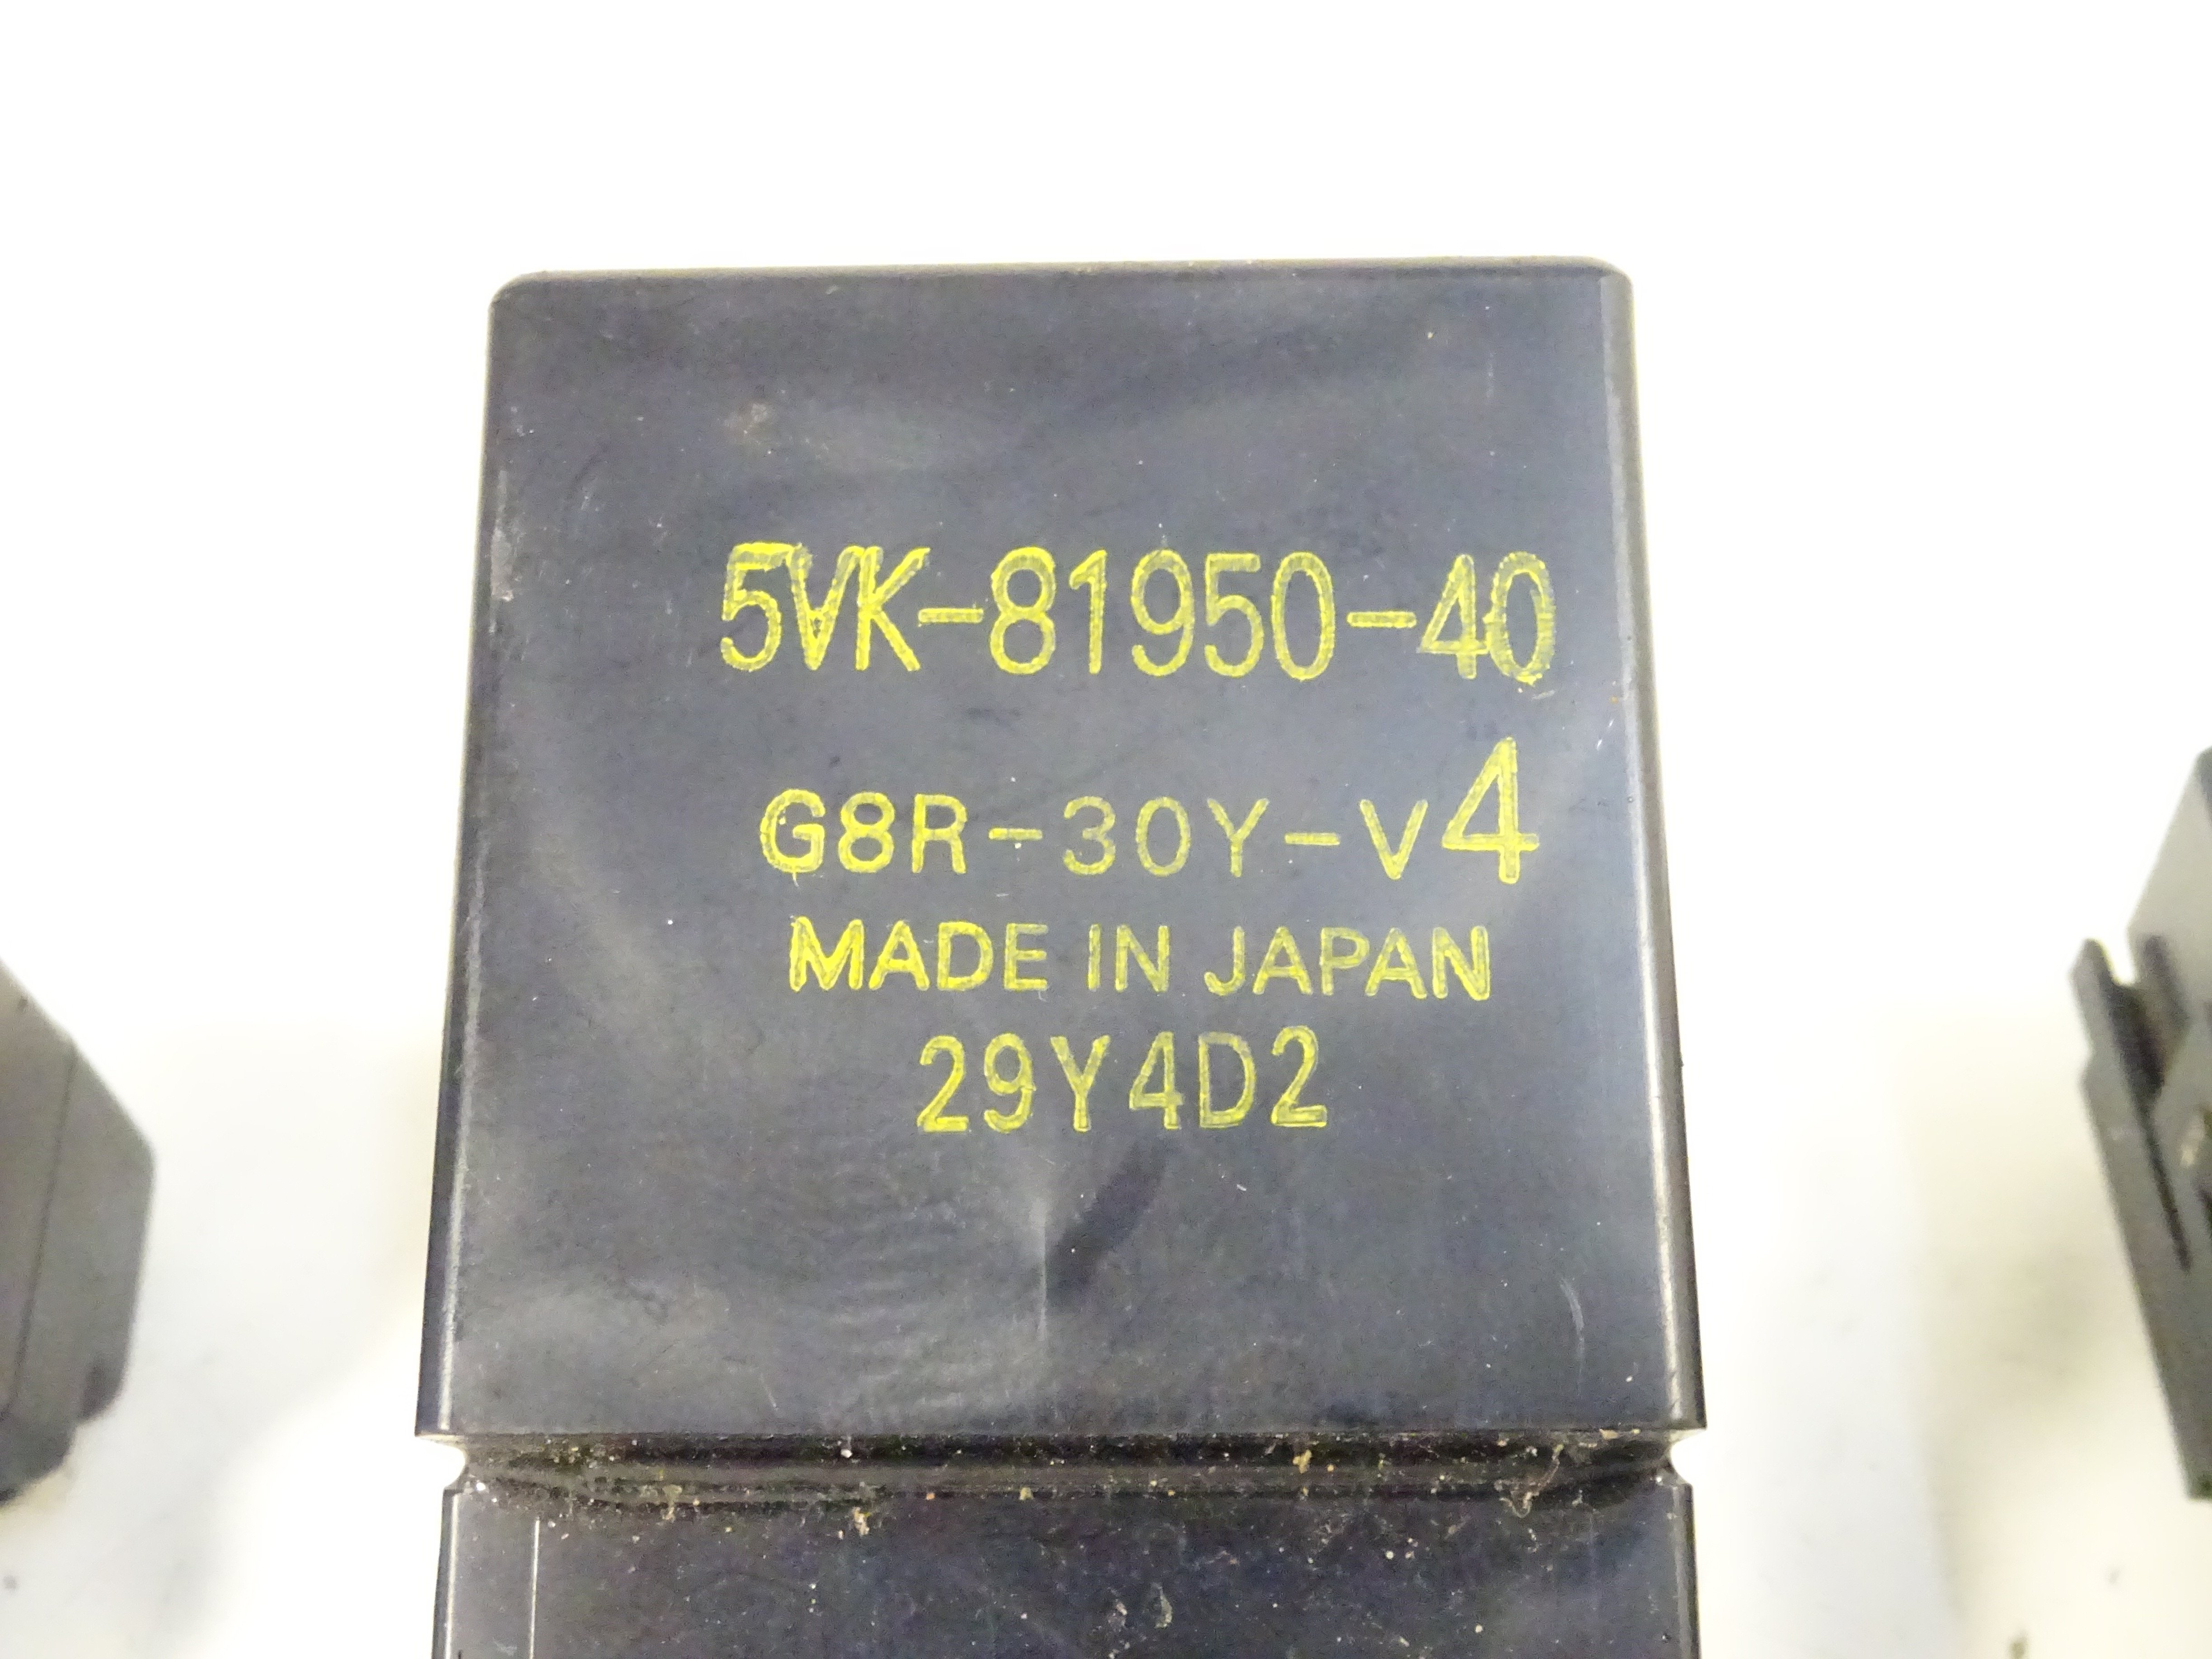 5VK-81950-40
G8R-30Y-V4
MADE IN JAPAN
29Y4D2